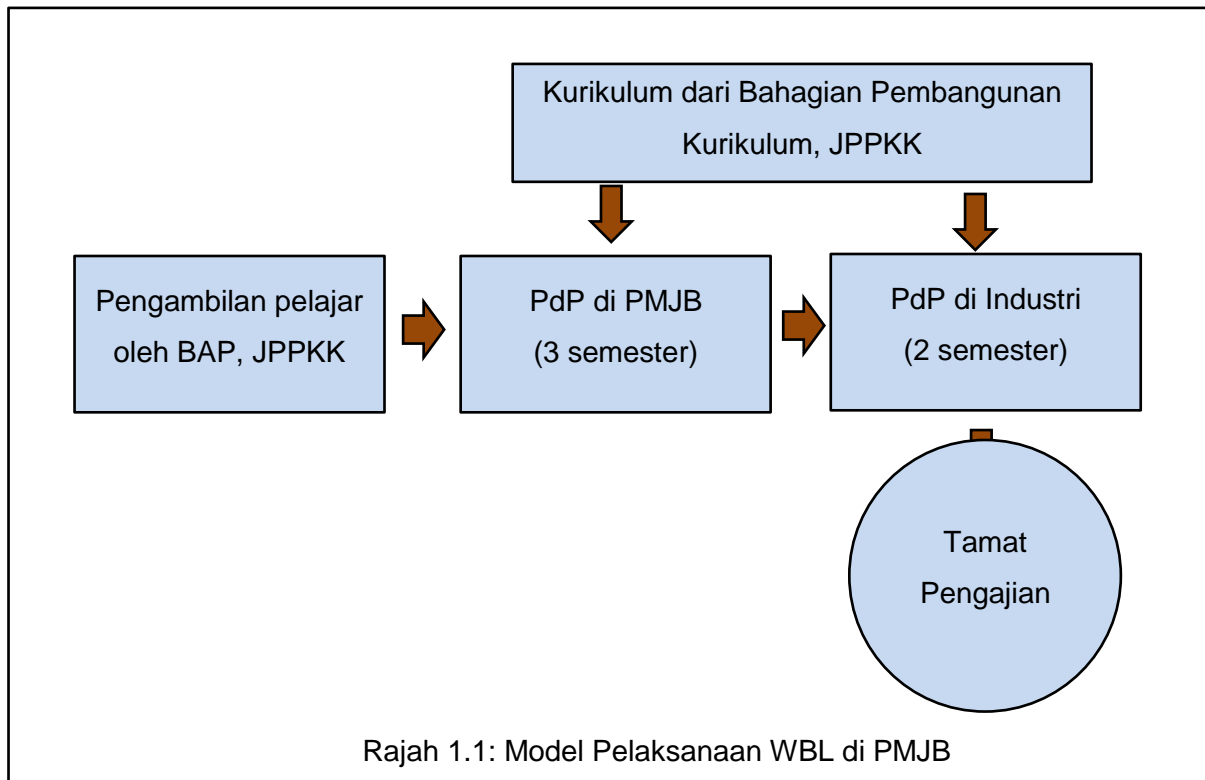 Kurikulum dari Bahagian Pembangunan
Kurikulum, JPPKK
Pengambilan pelajar
oleh BAP, JPPKK
PdP di PMJB
(3 semester)
PdP di Industri
(2 semester)
Tamat
Pengajian
Rajah 1.1: Model Pelaksanaan WBL di PMJB